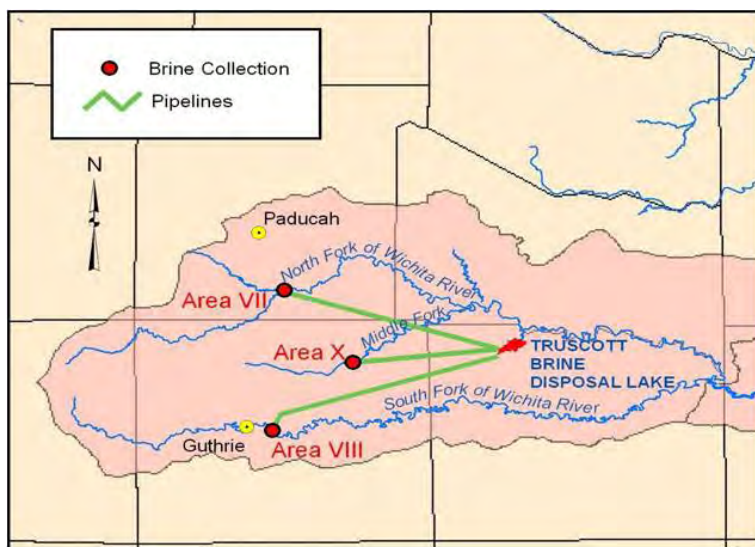 Brine Collection
Pipelines
N
Paducah
North Fork of Wichita River
Area VII
Middle Fork
Area X
TRUSCOTT
BRINE
DISPOSAL LAKE
South Fork of Wichita River
Guthrie
Area VIII